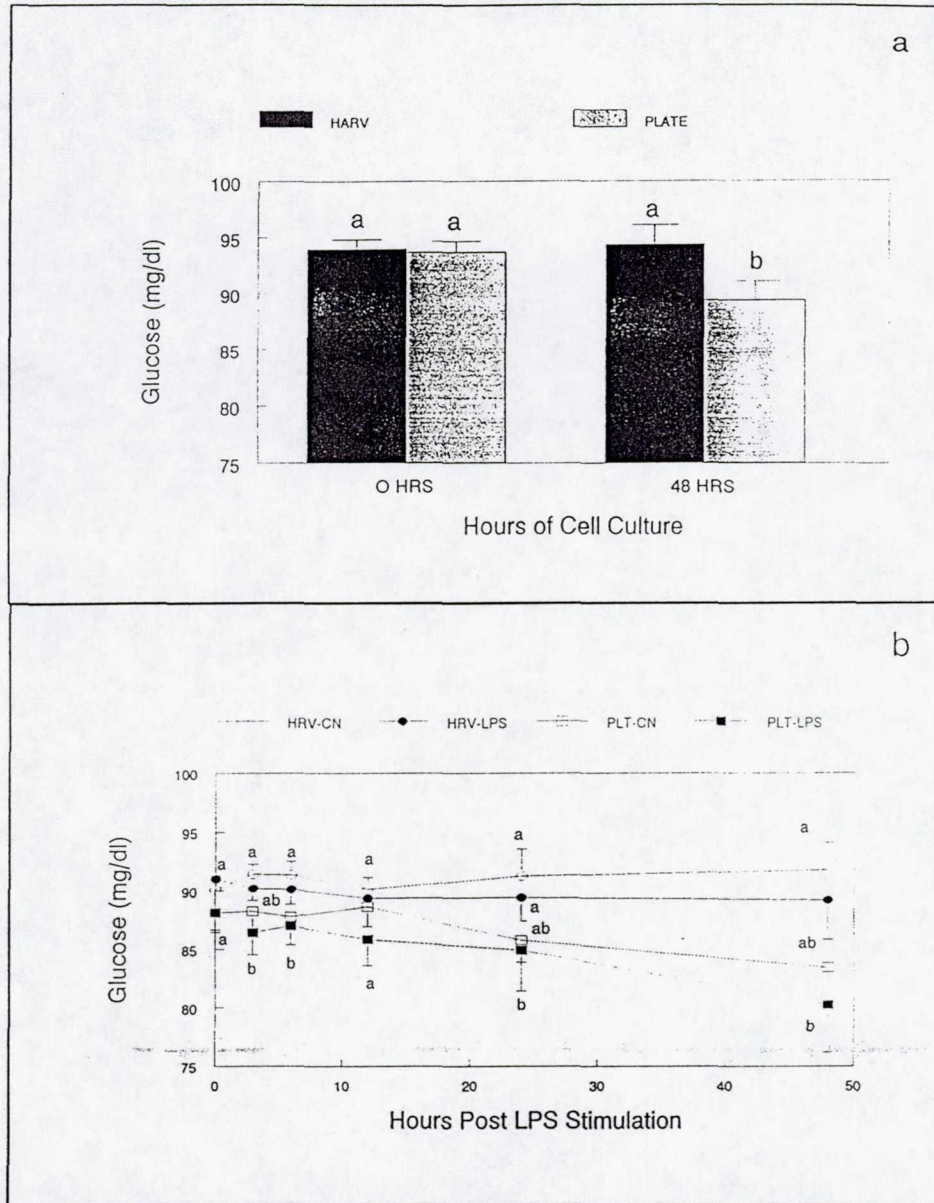 a
HARV PLATE
100
95
90
85
80
75
Glucose (mg/dl)
a a a b
O HRS 48 HRS
Hours of Cell Culture
b
HRV-CN HRV-LPS PLT-CN PLT-LPS
100
95
90
85
80
75
Glucose (mg/dl)
a a a a a a
a ab a ab ab
b b a b b
0 10 20 30 40 50
Hours Post LPS Stimulation